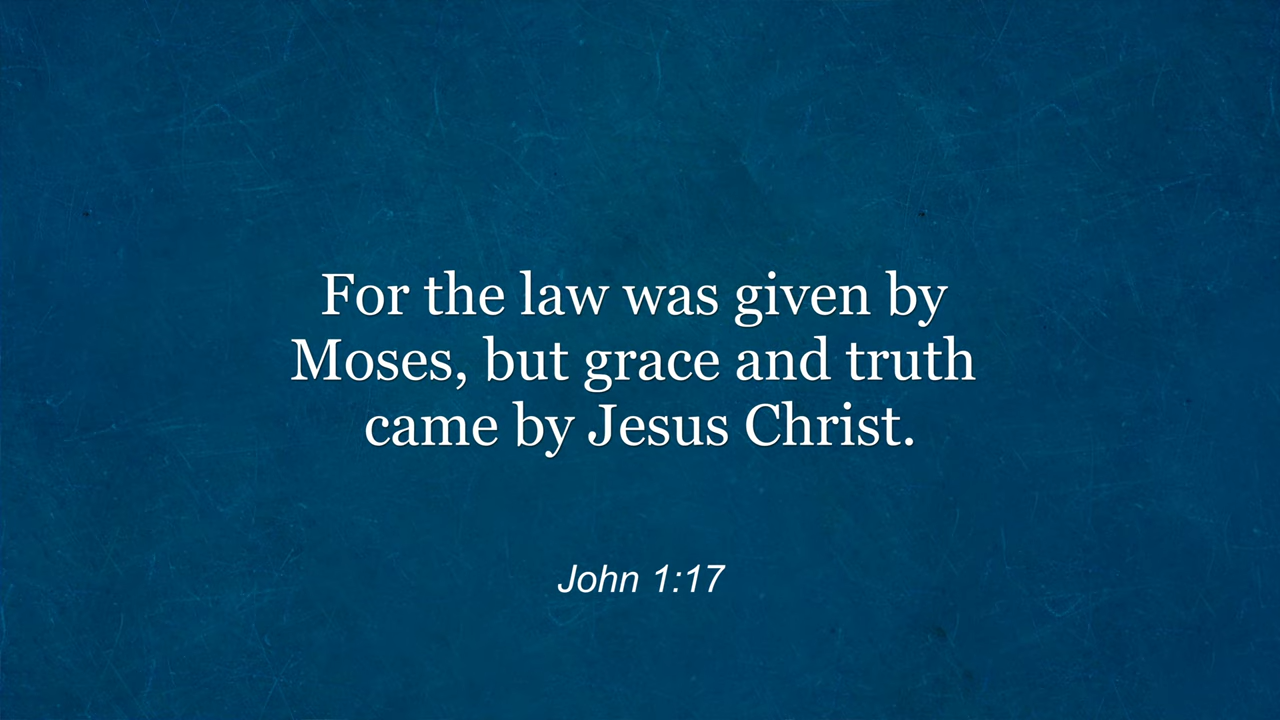 For the law was given by
Moses, but grace and truth
came by Jesus Christ.
John 1:17